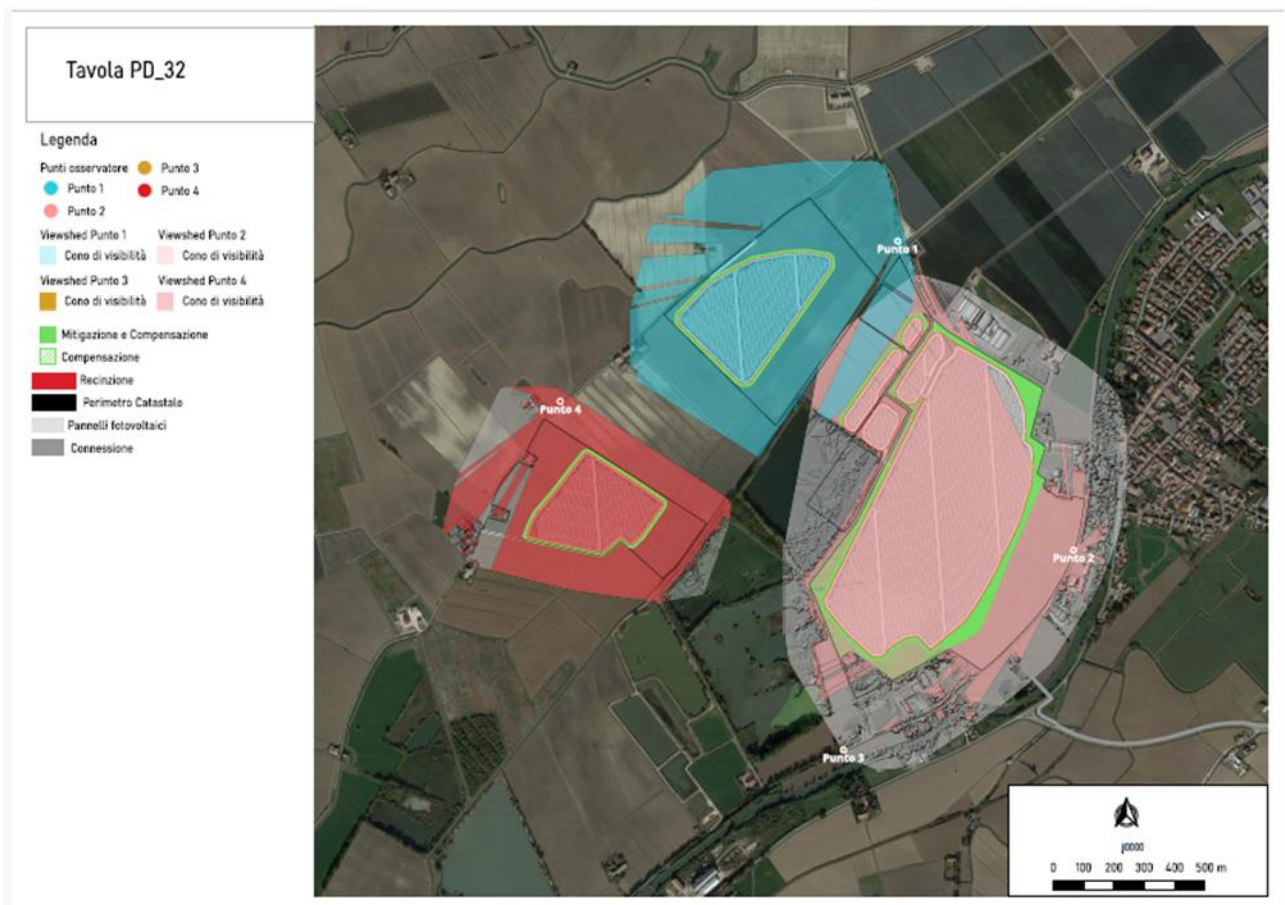 Tavola PD_32
Legenda
Punti osservatore
Punto 3
Punto 1
Punto 4
Punto 2
Viewshed Punto 1
Viewshed Punto 2
Cono di visibilità
Cono di visibilità
Viewshed Punto 3
Viewshed Punto 4
Cono di visibilità
Cono di visibilità
Mitigazione e Compensazione
Compensazione
Recinzione
Perimetro Catastale
Pannelli fotovoltaici
Connessione
Punto 1
Punto 4
Punto 2
Punto 3
0 100 200 300 400 500 m